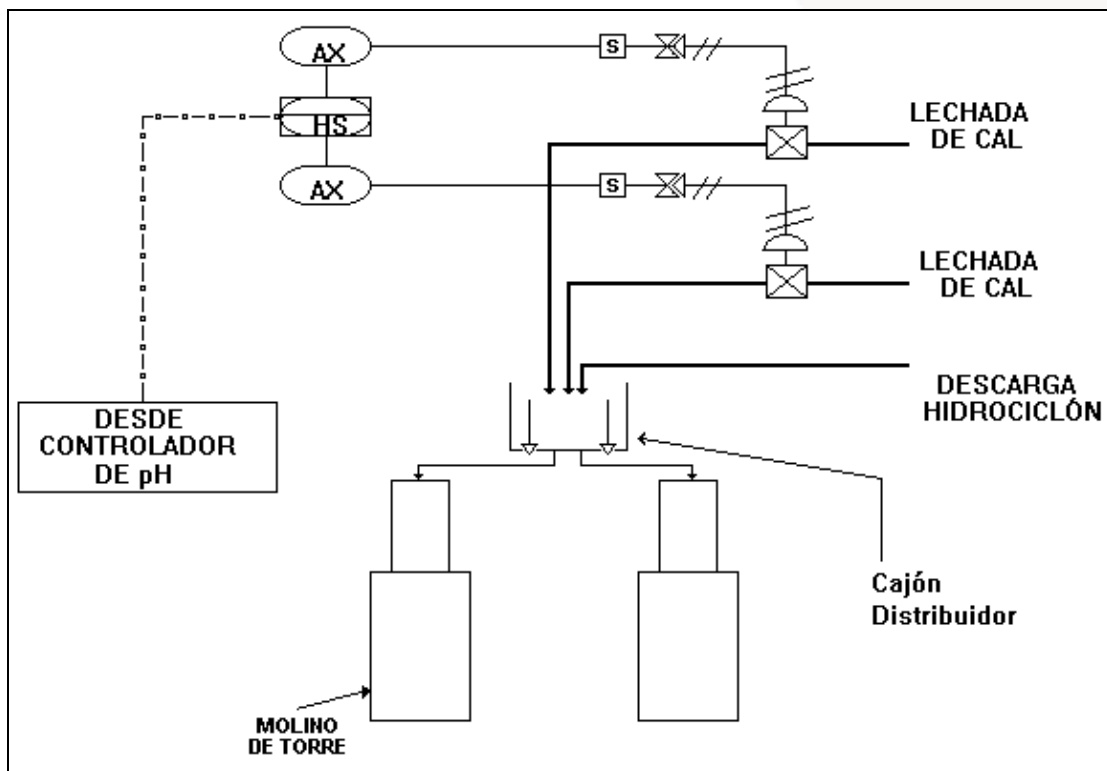 AX
S
HS
LECHADA
DE CAL
AX
S
LECHADA
DE CAL
DESCARGA
HIDROCICLÓN
DESDE
CONTROLADOR
DE pH
Cajón
Distribuidor
MOLINO
DE TORRE